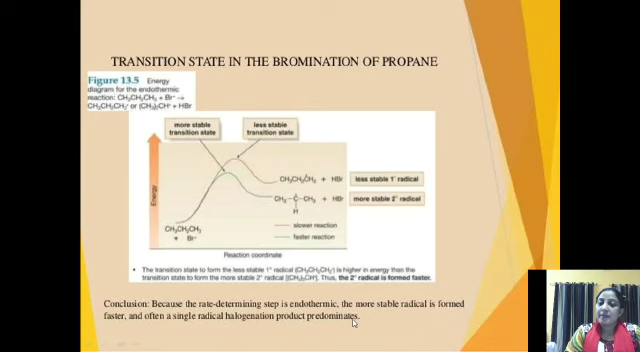 TRANSITION STATE IN THE BROMINATION OF PROPANE
Figure 13.5 Energy
diagram for the endothermic
reaction: CH₃CH₂CH₃ + Br• →
CH₃CH₂CH₂• or (CH₃)₂CH• + HBr
more stable
transition state
less stable
transition state
Energy
CH₃CH₂ĊH₂ + HBr
less stable 1° radical
CH₃–Ċ–CH₃ + HBr
H
more stable 2° radical
CH₃CH₂CH₃
+ Br•
slower reaction
faster reaction
Reaction coordinate
• The transition state to form the less stable 1° radical (CH₃CH₂CH₂•) is higher in energy than the
transition state to form the more stable 2° radical [(CH₃)₂CH•]. Thus, the 2° radical is formed faster.
Conclusion: Because the rate-determining step is endothermic, the more stable radical is formed
faster, and often a single radical halogenation product predominates.